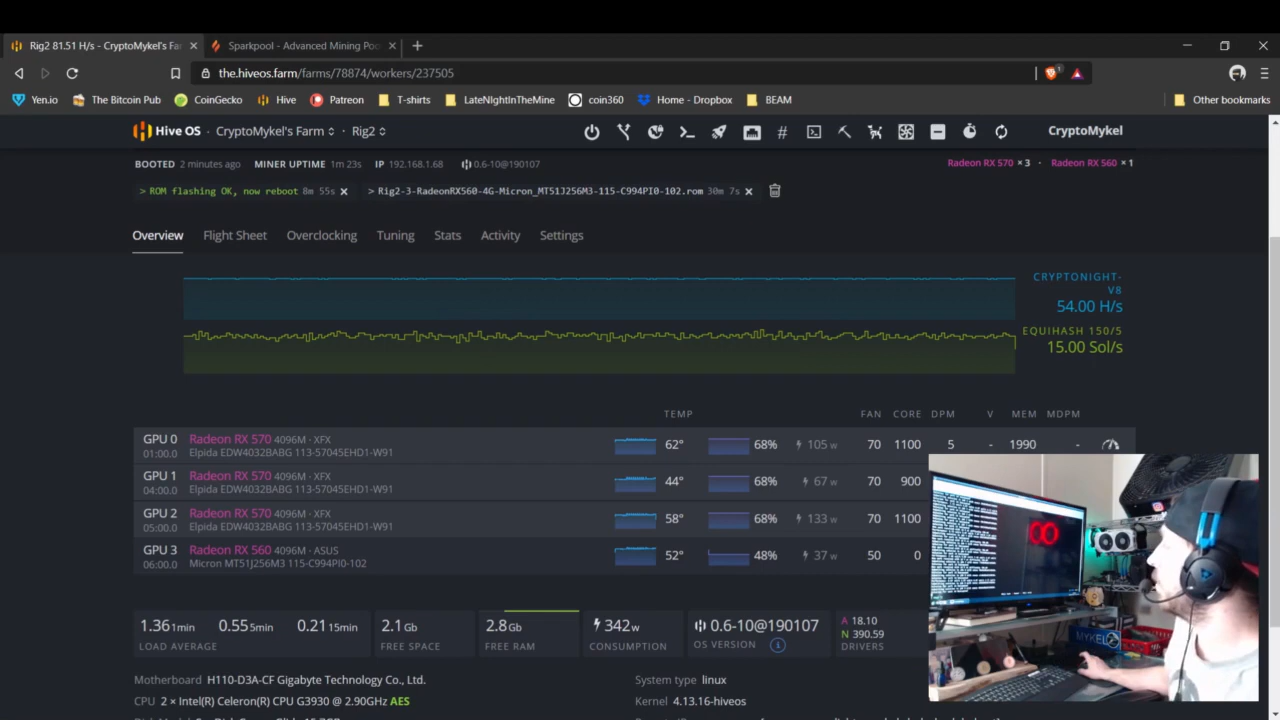 Rig2 81.51 H/s - CryptoMykel's Far
Sparkpool - Advanced Mining Poo
the.hiveos.farm/farms/78874/workers/237505
1
Yen.io The Bitcoin Pub CoinGecko Hive Patreon T-shirts LateNIghtInTheMine coin360 Home - Dropbox BEAM Other bookmarks
Hive OS · CryptoMykel's Farm · Rig2 CryptoMykel
BOOTED 2 minutes ago MINER UPTIME 1m 23s IP 192.168.1.68 0.6-10@190107 Radeon RX 570 × 3 · Radeon RX 560 × 1
> ROM flashing OK, now reboot 8m 55s × > Rig2-3-RadeonRX560-4G-Micron_MT51J256M3-115-C994PI0-102.rom 30m 7s ×
Overview Flight Sheet Overclocking Tuning Stats Activity Settings
CRYPTONIGHT-
V8
54.00 H/s
EQUIHASH 150/5
15.00 Sol/s
TEMP FAN CORE DPM V MEM MDPM
GPU 0 Radeon RX 570 4096M · XFX 62° 68% 105 w 70 1100 5 - 1990 -
01:00.0 Elpida EDW4032BABG 113-57045EHD1-W91
GPU 1 Radeon RX 570 4096M · XFX 44° 68% 67 w 70 900
04:00.0 Elpida EDW4032BABG 113-57045EHD1-W91
GPU 2 Radeon RX 570 4096M · XFX 58° 68% 133 w 70 1100
05:00.0 Elpida EDW4032BABG 113-57045EHD1-W91
GPU 3 Radeon RX 560 4096M · ASUS 52° 48% 37 w 50 0
06:00.0 Micron MT51J256M3 115-C994PI0-102
1.36 1min 0.55 5min 0.21 15min 2.1 Gb 2.8 Gb 342 w 0.6-10@190107 A 18.10
N 390.59
LOAD AVERAGE FREE SPACE FREE RAM CONSUMPTION OS VERSION DRIVERS
Motherboard H110-D3A-CF Gigabyte Technology Co., Ltd. System type linux
CPU 2 × Intel(R) Celeron(R) CPU G3930 @ 2.90GHz AES Kernel 4.13.16-hiveos
MYKEL